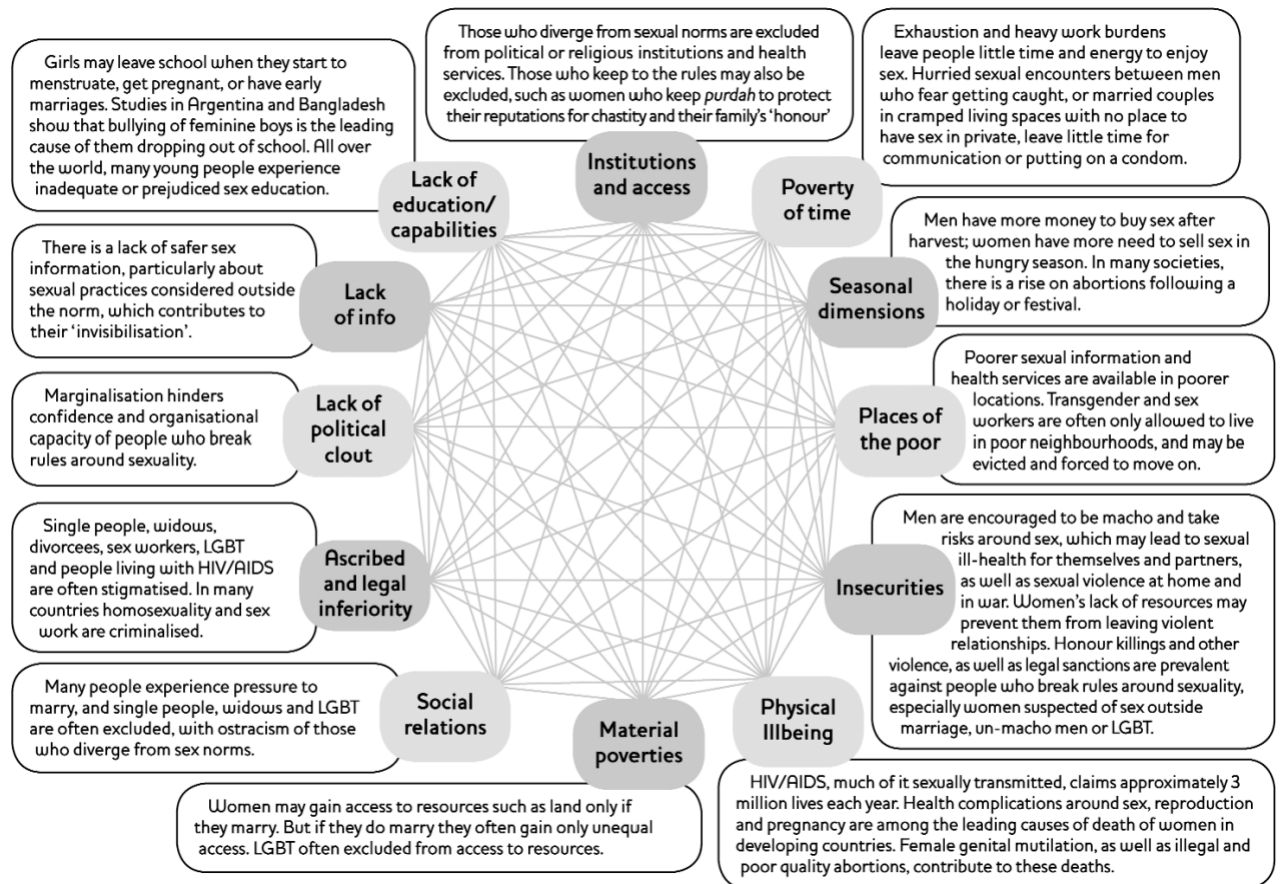 Those who diverge from sexual norms are excluded
from political or religious institutions and health
services. Those who keep to the rules may also be
excluded, such as women who keep purdah to protect
their reputations for chastity and their family's 'honour'
Institutions
and access
Exhaustion and heavy work burdens
leave people little time and energy to enjoy
sex. Hurried sexual encounters between men
who fear getting caught, or married couples
in cramped living spaces with no place to
have sex in private, leave little time for
communication or putting on a condom.
Poverty
of time
Men have more money to buy sex after
harvest; women have more need to sell sex in
the hungry season. In many societies,
there is a rise on abortions following a
holiday or festival.
Seasonal
dimensions
Poorer sexual information and
health services are available in poorer
locations. Transgender and sex
workers are often only allowed to live
in poor neighbourhoods, and may be
evicted and forced to move on.
Places of
the poor
Men are encouraged to be macho and take
risks around sex, which may lead to sexual
ill-health for themselves and partners,
as well as sexual violence at home and
in war. Women's lack of resources may
prevent them from leaving violent
relationships. Honour killings and other
violence, as well as legal sanctions are prevalent
against people who break rules around sexuality,
especially women suspected of sex outside
marriage, un-macho men or LGBT.
Insecurities
Physical
Illbeing
HIV/AIDS, much of it sexually transmitted, claims approximately 3
million lives each year. Health complications around sex, reproduction
and pregnancy are among the leading causes of death of women in
developing countries. Female genital mutilation, as well as illegal and
poor quality abortions, contribute to these deaths.
Material
poverties
Women may gain access to resources such as land only if
they marry. But if they do marry they often gain only unequal
access. LGBT often excluded from access to resources.
Social
relations
Many people experience pressure to
marry, and single people, widows and LGBT
are often excluded, with ostracism of those
who diverge from sex norms.
Ascribed
and legal
inferiority
Single people, widows,
divorcees, sex workers, LGBT
and people living with HIV/AIDS
are often stigmatised. In many
countries homosexuality and sex
work are criminalised.
Lack of
political
clout
Marginalisation hinders
confidence and organisational
capacity of people who break
rules around sexuality.
Lack
of info
There is a lack of safer sex
information, particularly about
sexual practices considered outside
the norm, which contributes to
their 'invisibilisation'.
Lack of
education/
capabilities
Girls may leave school when they start to
menstruate, get pregnant, or have early
marriages. Studies in Argentina and Bangladesh
show that bullying of feminine boys is the leading
cause of them dropping out of school. All over
the world, many young people experience
inadequate or prejudiced sex education.